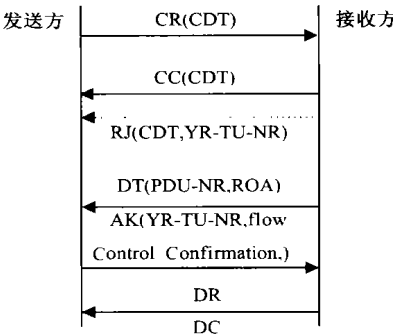 发送方
CR(CDT)
接收方
CC(CDT)
RJ(CDT,YR-TU-NR)
DT(PDU-NR,ROA)
AK(YR-TU-NR,flow
Control Confirmation,)
DR
DC